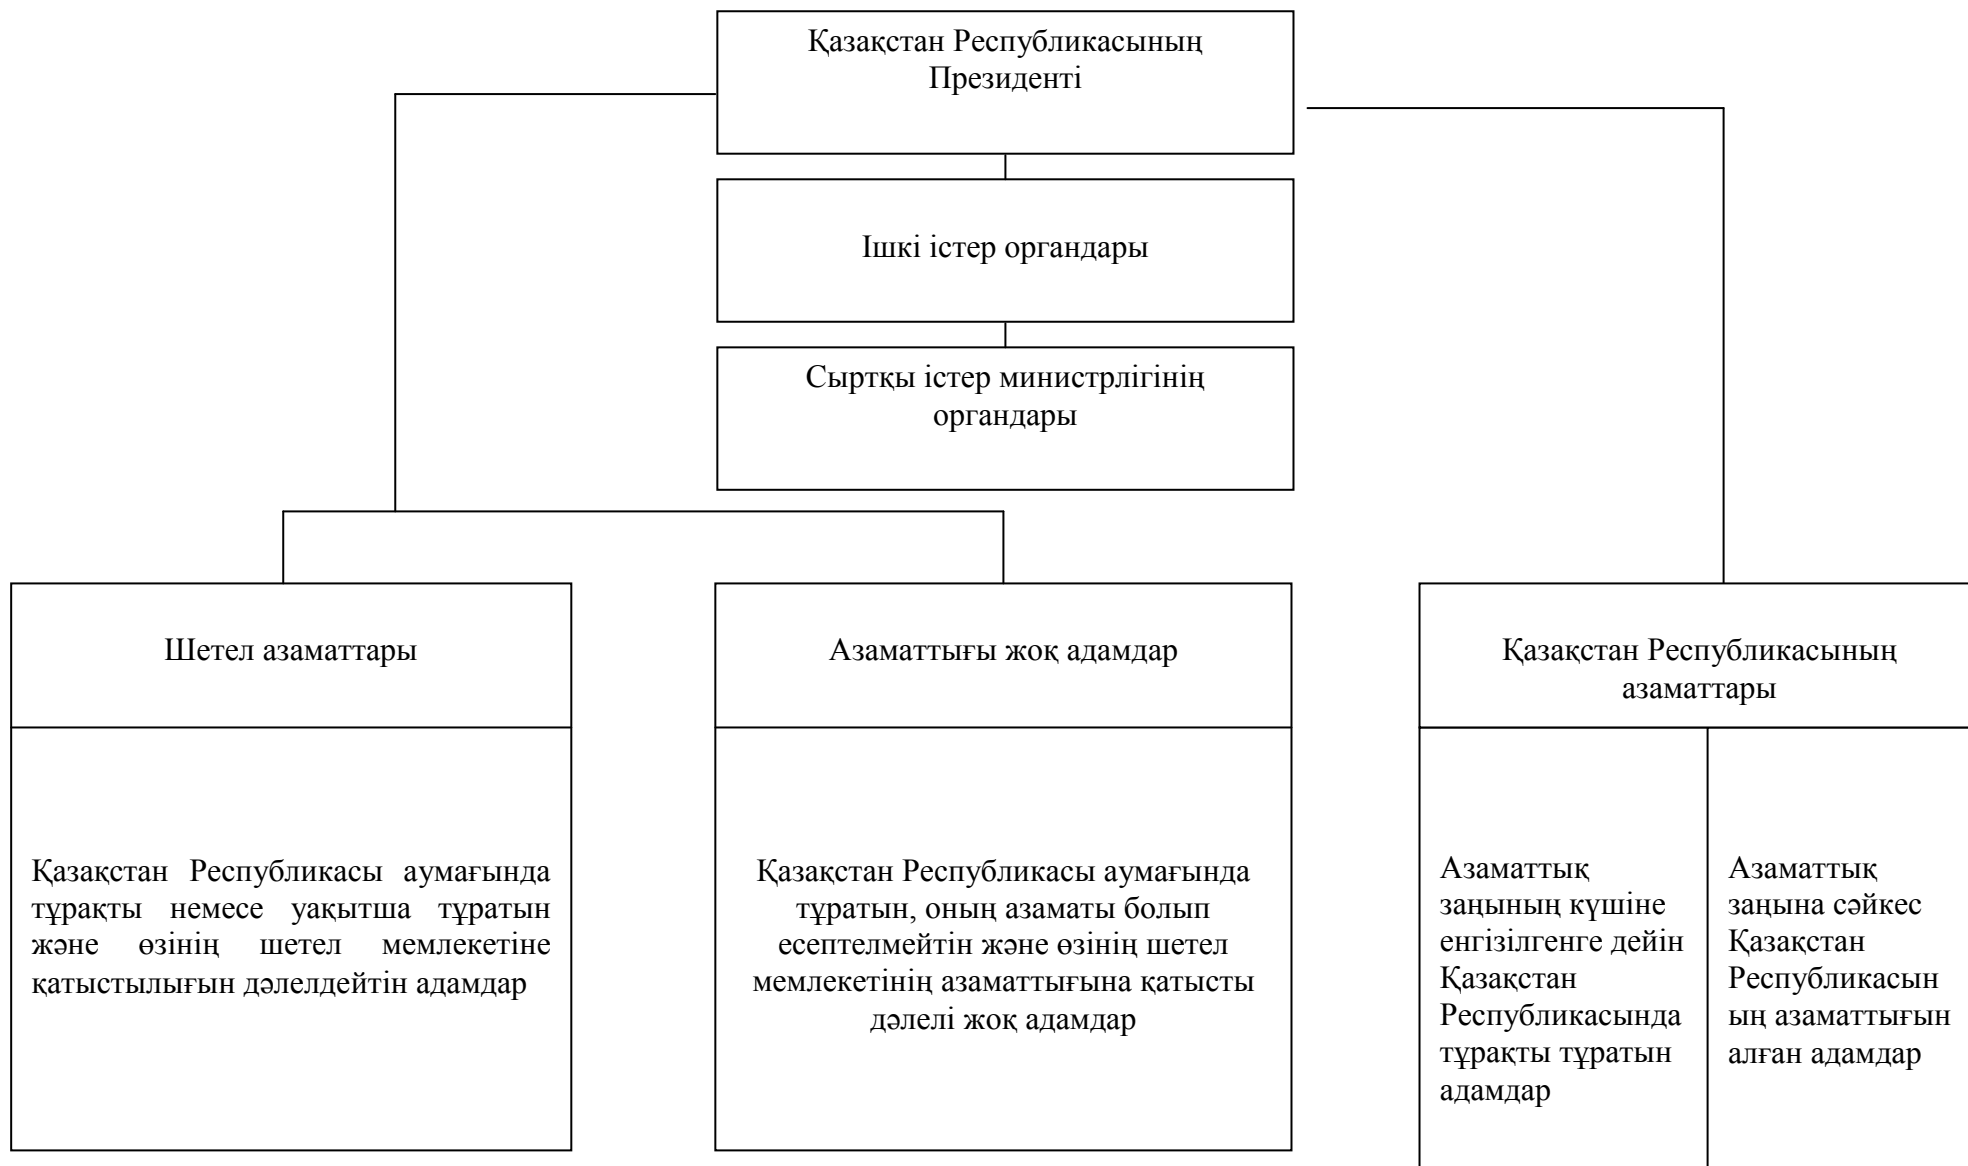 Қазақстан Республикасының
Президенті
Ішкі істер органдары
Сыртқы істер министрлігінің
органдары
Шетел азаматтары
Қазақстан Республикасы аумағында
тұрақты немесе уақытша тұратын
және өзінің шетел мемлекетіне
қатыстылығын дәлелдейтін адамдар
Азаматтығы жоқ адамдар
Қазақстан Республикасы аумағында
тұратын, оның азаматы болып
есептелмейтін және өзінің шетел
мемлекетінің азаматтығына қатысты
дәлелі жоқ адамдар
Қазақстан Республикасының
азаматтары
Азаматтық
заңының күшіне
енгізілгенге дейін
Қазақстан
Республикасында
тұрақты тұратын
адамдар
Азаматтық
заңына сәйкес
Қазақстан
Республикасын
ың азаматтығын
алған адамдар